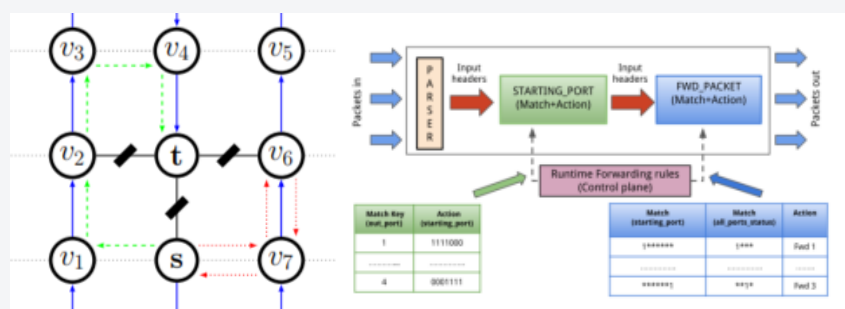 v3 v4 v5
v2 t v6
v1 s v7
Packets in
PARSER
Input
headers
STARTING_PORT
(Match+Action)
Input
headers
FWD_PACKET
(Match+Action)
Packets out
Runtime Forwarding rules
(Control plane)
Match Key
(out_port)
Action
(starting_port)
1 1111000
4 0001111
Match
(starting_port)
Match
(all_ports_status)
Action
1****** 1*** Fwd 1
******1 **1* Fwd 3